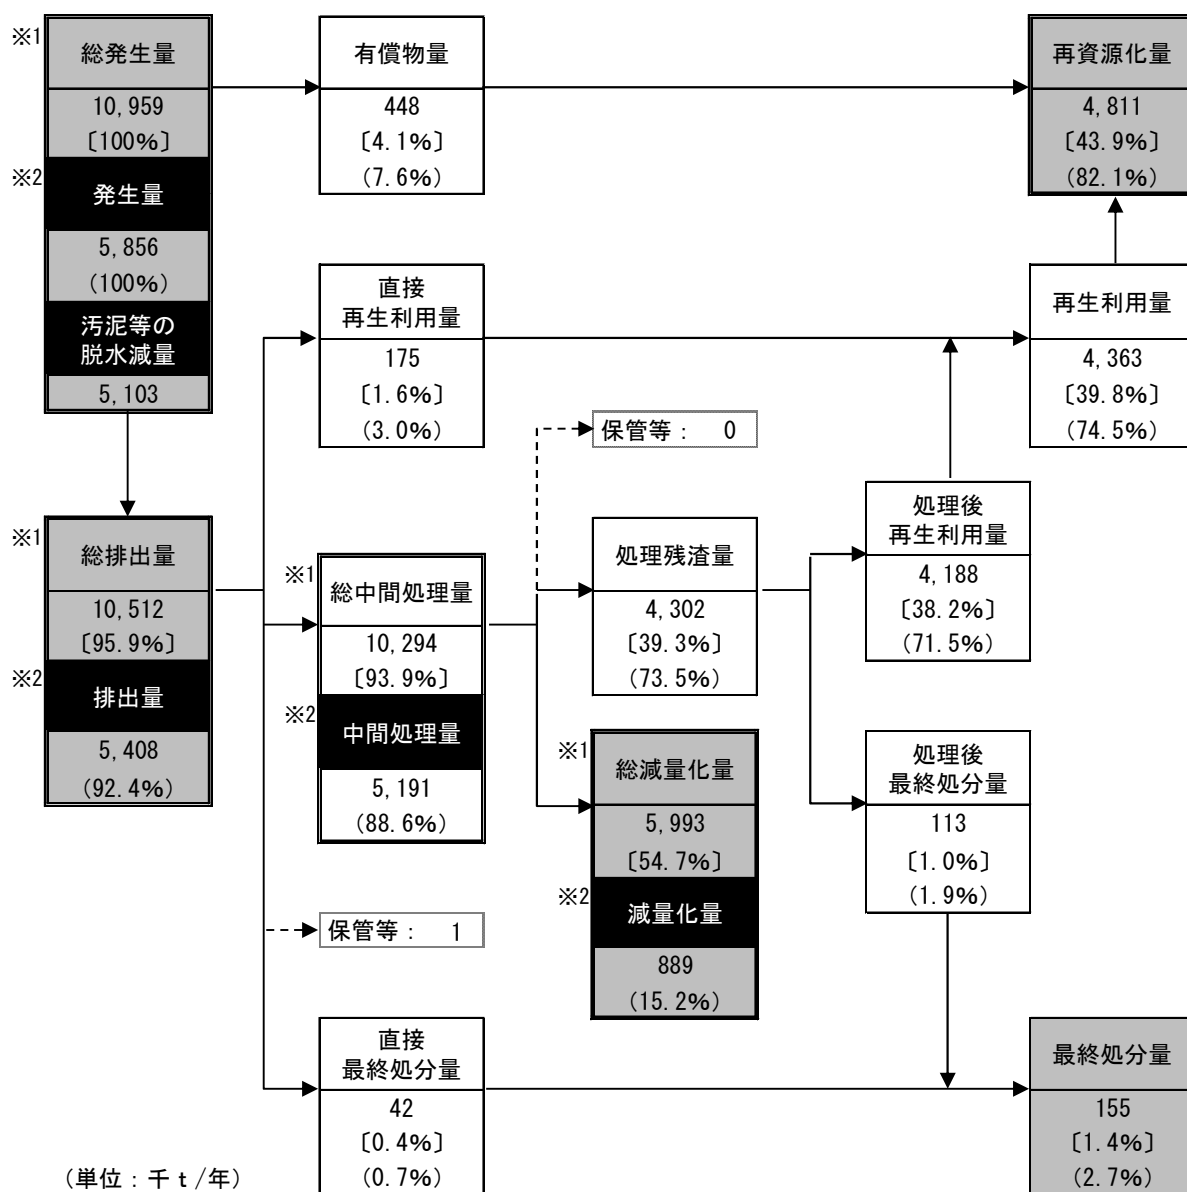 ※1
総発生量
10,959
〔100%〕
※2
発生量
5,856
(100%)
汚泥等の
脱水減量
5,103
有償物量
448
〔4.1%〕
(7.6%)
再資源化量
4,811
〔43.9%〕
(82.1%)
直接
再生利用量
175
〔1.6%〕
(3.0%)
再生利用量
4,363
〔39.8%〕
(74.5%)
保管等： 0
※1
総排出量
10,512
〔95.9%〕
※2
排出量
5,408
(92.4%)
※1
総中間処理量
10,294
〔93.9%〕
※2
中間処理量
5,191
(88.6%)
処理残渣量
4,302
〔39.3%〕
(73.5%)
処理後
再生利用量
4,188
〔38.2%〕
(71.5%)
※1
総減量化量
5,993
〔54.7%〕
※2
減量化量
889
(15.2%)
処理後
最終処分量
113
〔1.0%〕
(1.9%)
保管等： 1
直接
最終処分量
42
〔0.4%〕
(0.7%)
最終処分量
155
〔1.4%〕
(2.7%)
(単位：千ｔ/年)